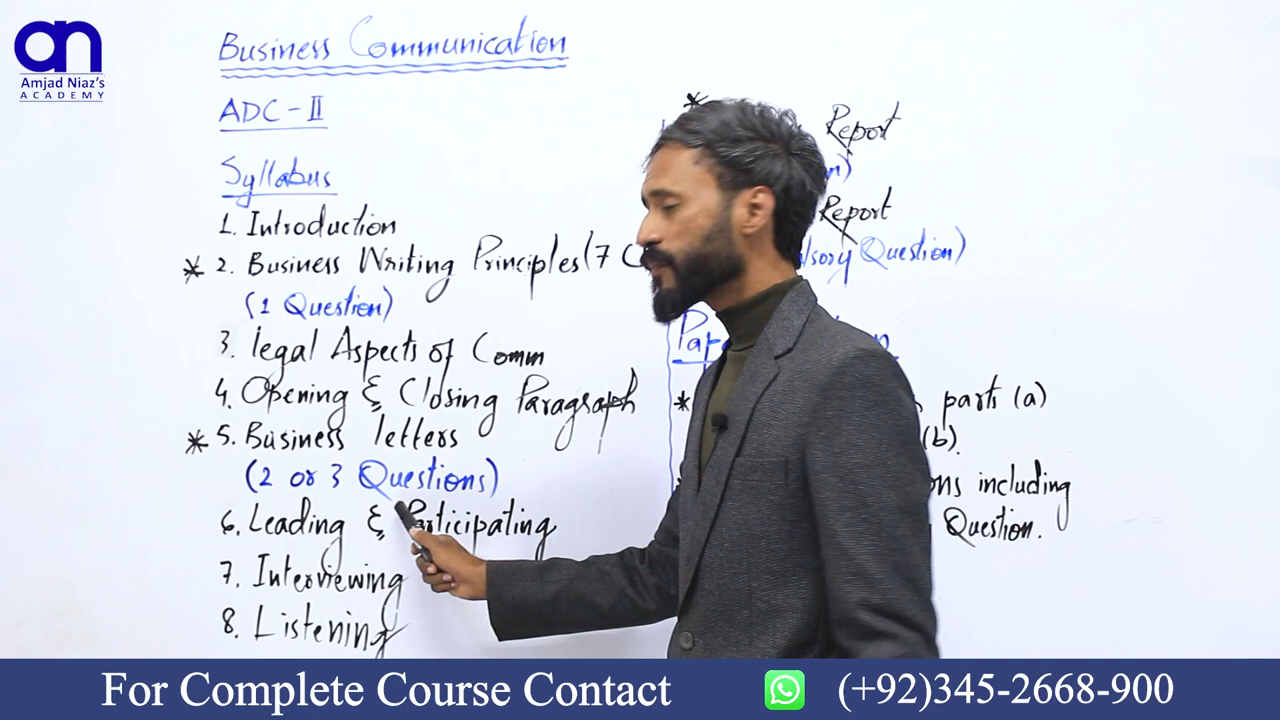 an
Amjad Niaz's
ACADEMY
Business Communication
ADC - II
Syllabus
1. Introduction
* 2. Business Writing Principles (7 C
(1 Question)
3. legal Aspects of Comm
4. Opening & Closing Paragraph
* 5. Business letters
(2 or 3 Questions)
6. Leading & Participating
7. Interviewing
8. Listening
*
Report
Report
Question)
*
parts (a)
(b).
including
Question.
For Complete Course Contact
(+92)345-2668-900